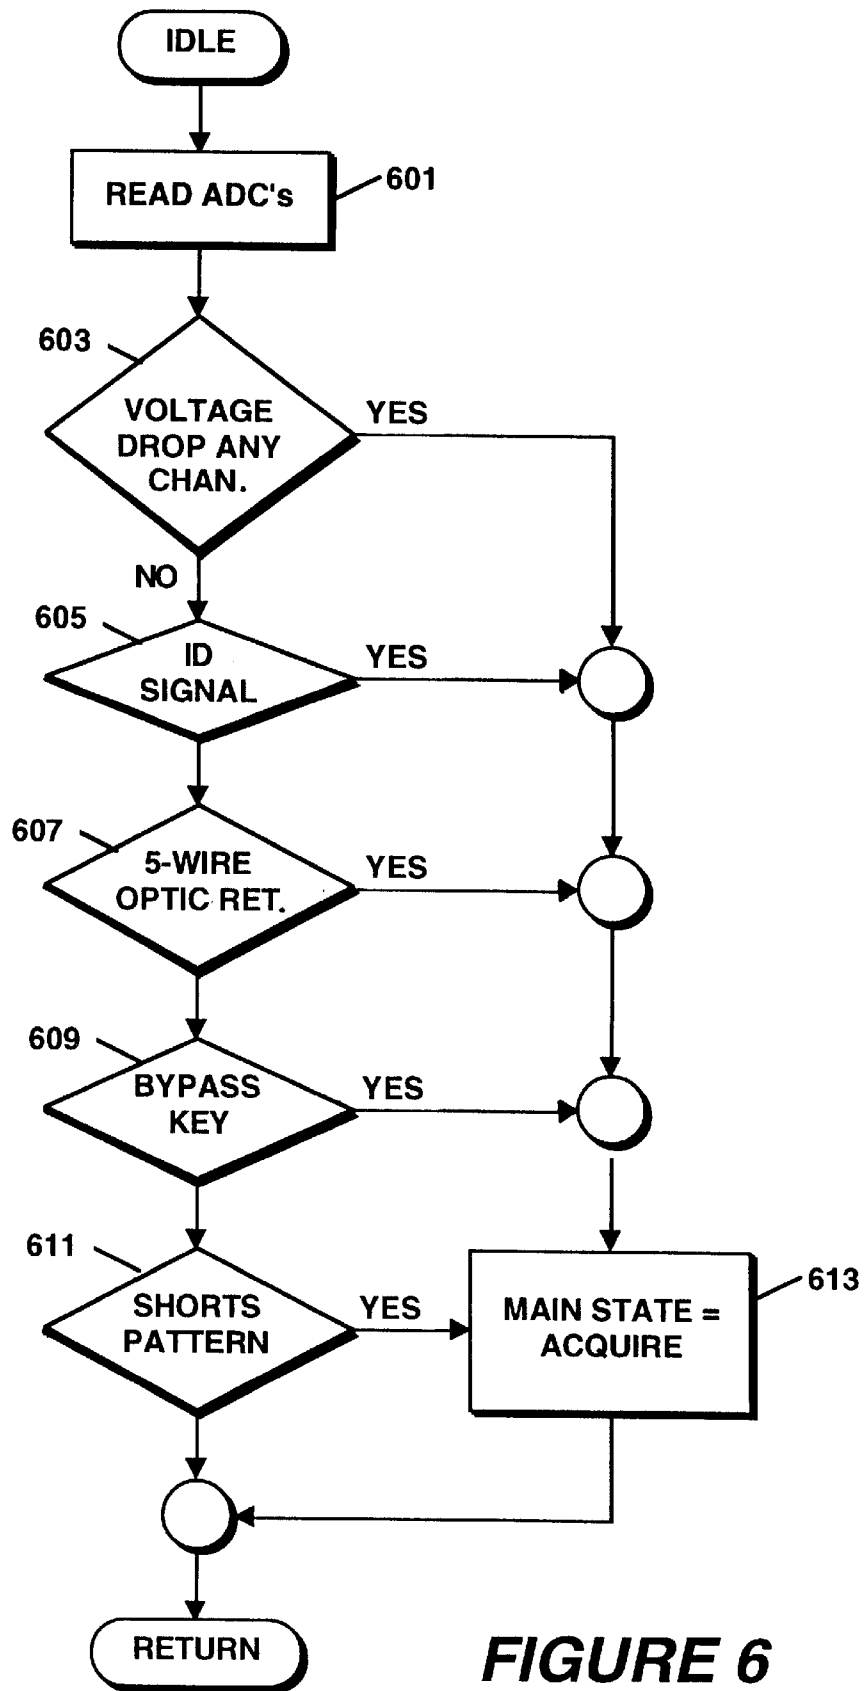 IDLE
READ ADC's
601
603
VOLTAGE
DROP ANY
CHAN.
YES
NO
605
ID
SIGNAL
YES
607
5-WIRE
OPTIC RET.
YES
609
BYPASS
KEY
YES
611
SHORTS
PATTERN
YES
MAIN STATE =
ACQUIRE
613
RETURN
FIGURE 6